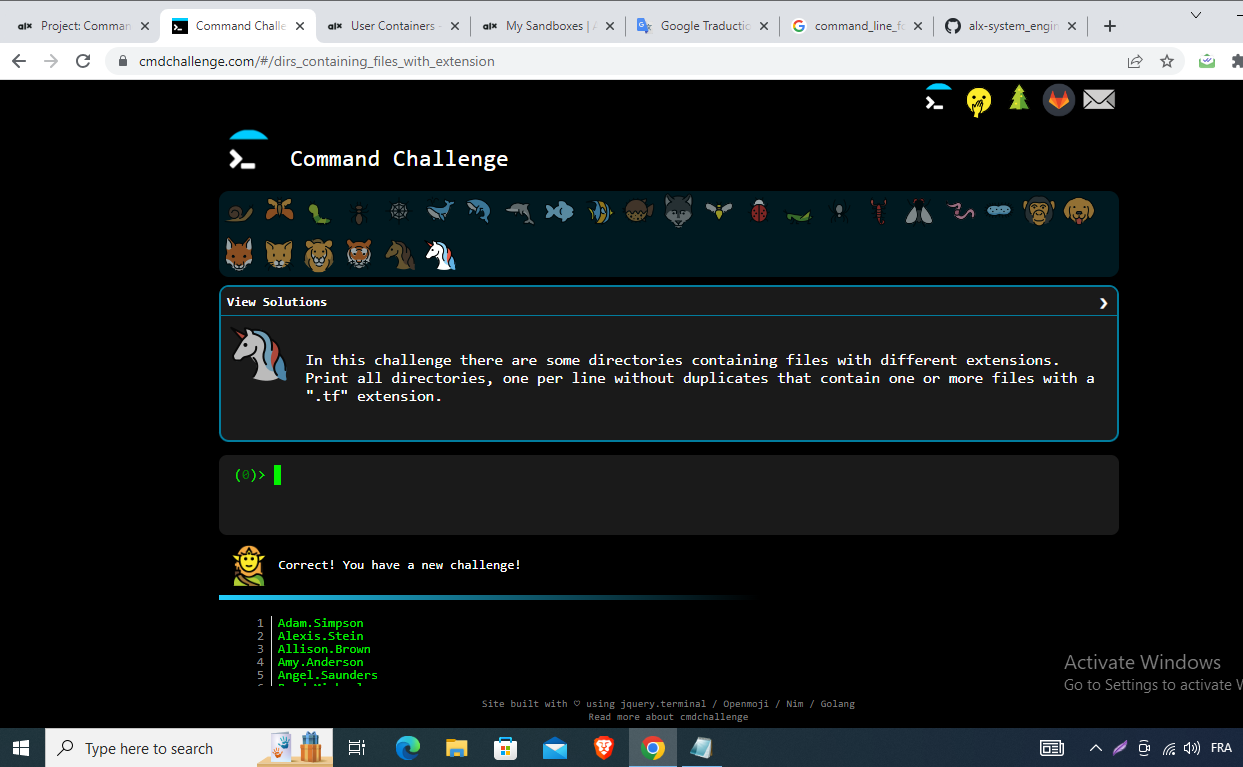 alx Project: Comman
Command Challe
alx User Containers -
alx My Sandboxes | A
Google Traductio
command_line_fo
alx-system_engin
cmdchallenge.com/#/dirs_containing_files_with_extension
Command Challenge
View Solutions
In this challenge there are some directories containing files with different extensions.
Print all directories, one per line without duplicates that contain one or more files with a
".tf" extension.
(0)>
Correct! You have a new challenge!
1 Adam.Simpson
2 Alexis.Stein
3 Allison.Brown
4 Amy.Anderson
5 Angel.Saunders
Activate Windows
Go to Settings to activate W
Site built with ♡ using jquery.terminal / Openmoji / Nim / Golang
Read more about cmdchallenge
Type here to search
FRA